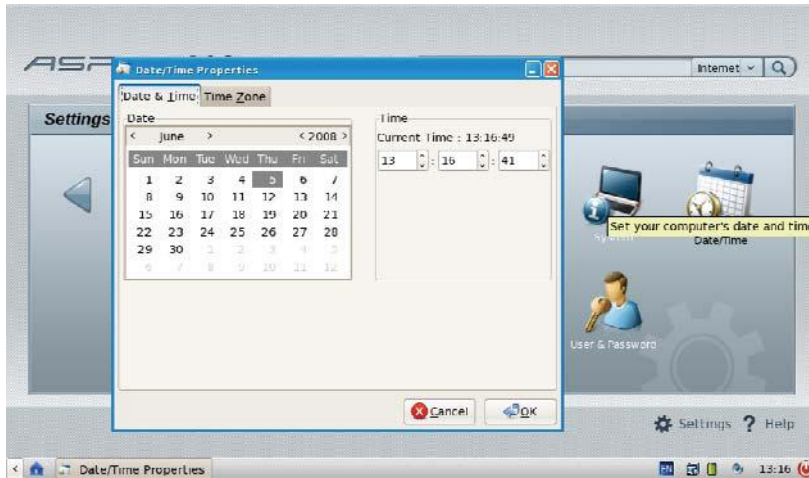 Date/Time Properties
Internet
Settings
Date & Time
Time Zone
Date
Time
< June >
< 2008 >
Current Time : 13:16:49
13 : 16 : 41
Sun Mon Tue Wed Thu Fri Sat
1 2 3 4 5 6 7
8 9 10 11 12 13 14
15 16 17 18 19 20 21
22 23 24 25 26 27 28
29 30 1 2 3 4 5
6 7 8 9 10 11 12
Set your computer's date and time
Date/Time
User & Password
Cancel
OK
Settings ? Help
< Date/Time Properties
EN
13:16